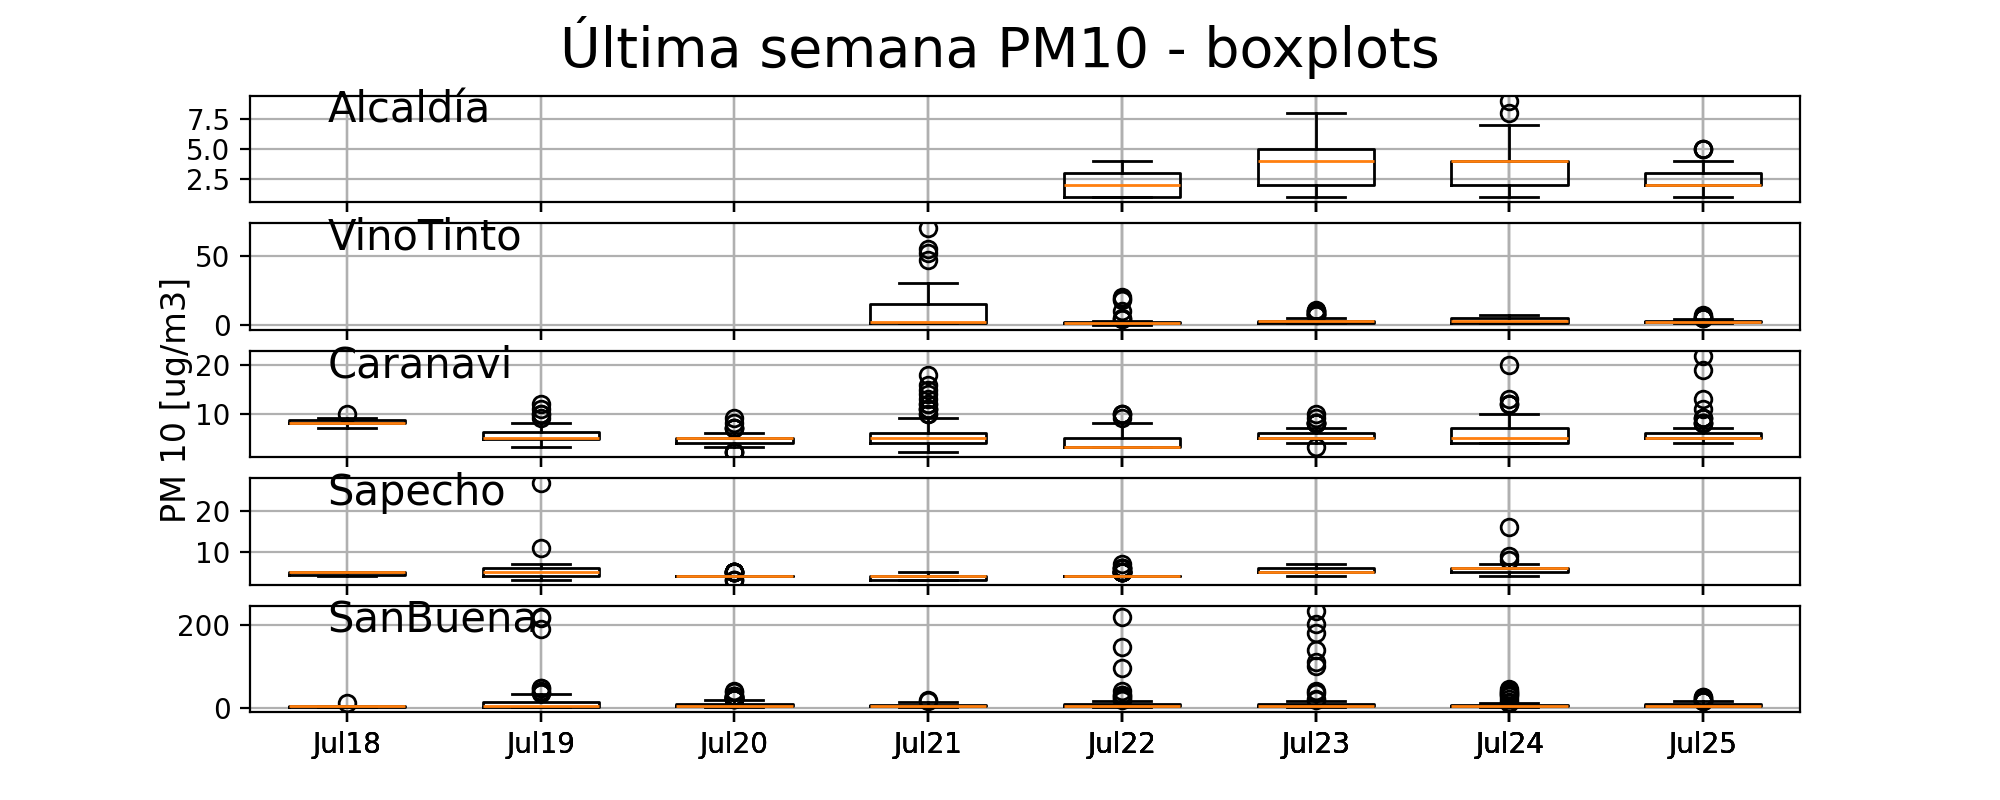 Última semana PM10 - boxplots
Alcaldía
7.5
5.0
2.5
VinoTinto
50
0
PM 10 [ug/m3]
Caranavi
20
10
Sapecho
20
10
SanBuena
200
0
Jul18 Jul19 Jul20 Jul21 Jul22 Jul23 Jul24 Jul25